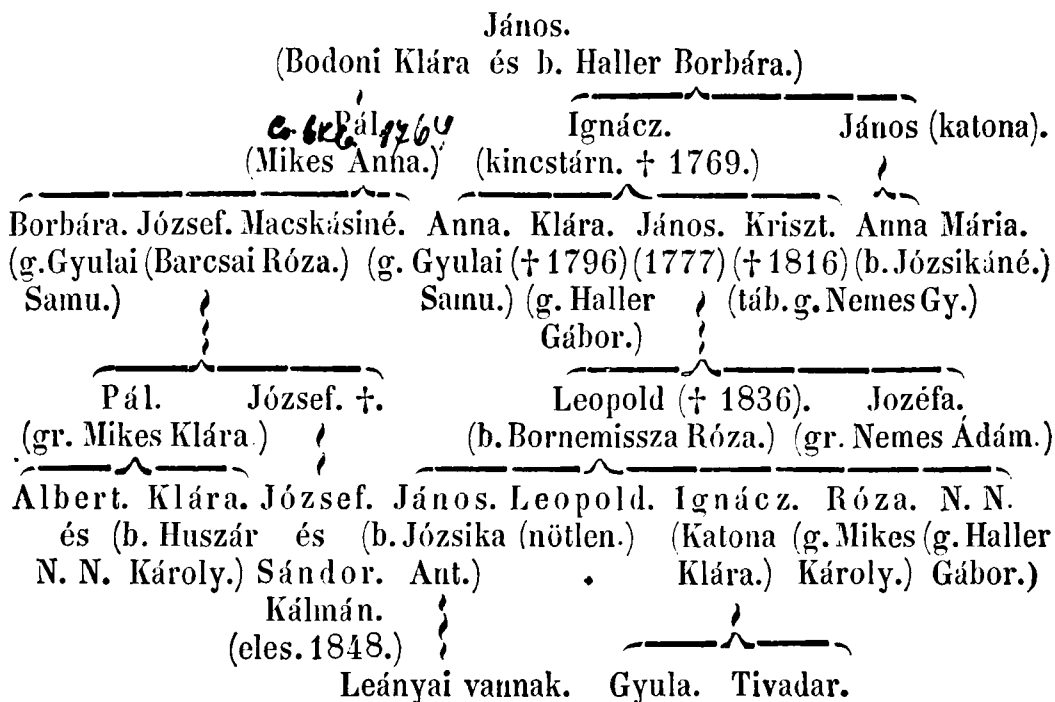 János.
(Bodoni Klára és b. Haller Borbára.)
Pál 1764 Ignácz. János (katona).
(Mikes Anna.) (kincstárn. † 1769.)
Borbára. József. Macskásiné. Anna. Klára. János. Kriszt. Anna Mária.
(g. Gyulai (Barcsai Róza.) (g. Gyulai († 1796) (1777) († 1816) (b. Józsikáné.)
Samu.) Samu.) (g. Haller (táb. g. Nemes Gy.)
Gábor.)
Pál. József. †. Leopold († 1836). Jozéfa.
(gr. Mikes Klára.) (b. Bornemissza Róza.) (gr. Nemes Ádám.)
Albert. Klára. József. János. Leopold. Ignácz. Róza. N. N.
és (b. Huszár és (b. Józsika (nötlen.) (Katona (g. Mikes (g. Haller
N. N. Károly.) Sándor. Ant.) Klára.) Károly.) Gábor.)
Kálmán.
(eles. 1848.)
Leányai vannak. Gyula. Tivadar.